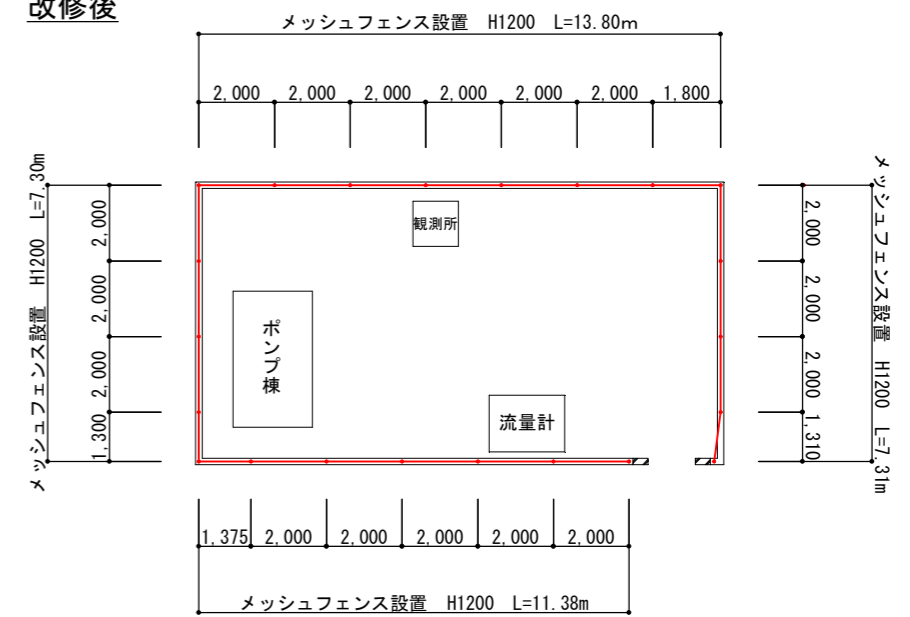 改修後
メッシュフェンス設置 H1200 L=13.80m
2,000 2,000 2,000 2,000 2,000 2,000 1,800
メッシュフェンス設置 H1200 L=7.30m
2,000
2,000
2,000
1,300
観測所
ポンプ棟
流量計
2,000
2,000
2,000
1,310
メッシュフェンス設置 H1200 L=7.31m
1,375 2,000 2,000 2,000 2,000 2,000
メッシュフェンス設置 H1200 L=11.38m